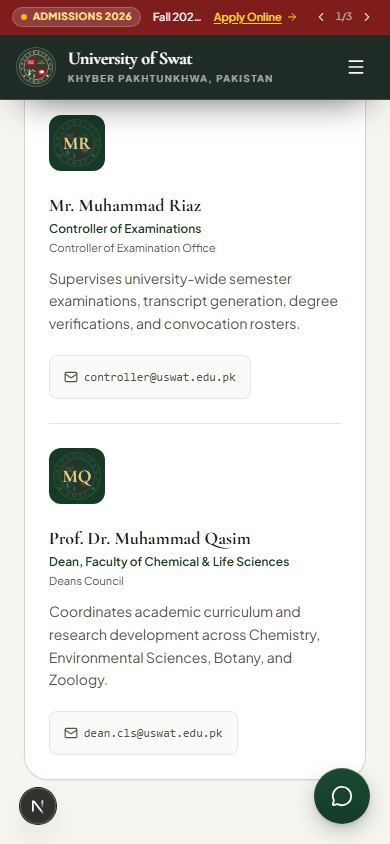 ADMISSIONS 2026
Fall 202...
Apply Online →
1/3
University of Swat
KHYBER PAKHTUNKHWA, PAKISTAN
MR
Mr. Muhammad Riaz
Controller of Examinations
Controller of Examination Office
Supervises university-wide semester
examinations, transcript generation, degree
verifications, and convocation rosters.
controller@uswat.edu.pk
MQ
Prof. Dr. Muhammad Qasim
Dean, Faculty of Chemical & Life Sciences
Deans Council
Coordinates academic curriculum and
research development across Chemistry,
Environmental Sciences, Botany, and
Zoology.
dean.cls@uswat.edu.pk
N